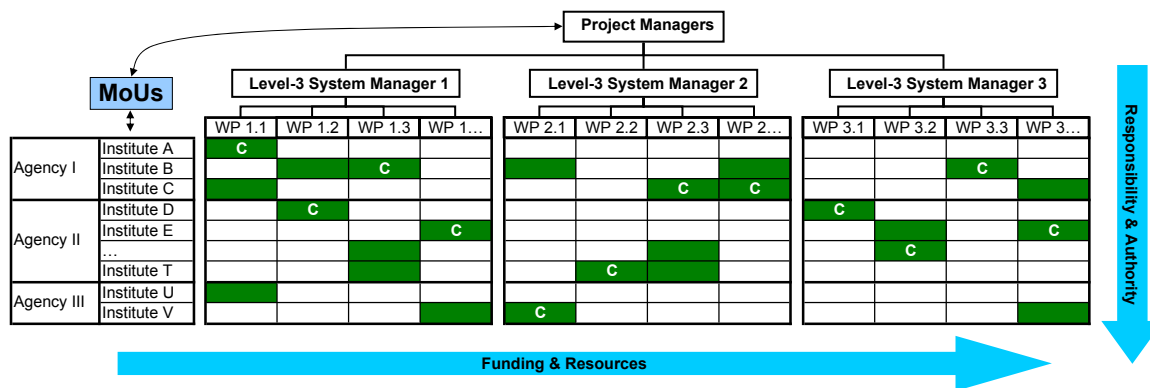 Project Managers
MoUs
Level-3 System Manager 1
Level-3 System Manager 2
Level-3 System Manager 3
WP 1.1 WP 1.2 WP 1.3 WP 1… WP 2.1 WP 2.2 WP 2.3 WP 2… WP 3.1 WP 3.2 WP 3.3 WP 3…
Agency I
Institute A C
Institute B C C
Institute C C C
Agency II
Institute D C C
Institute E C C
… C
Institute T C
Agency III
Institute U
Institute V C
Responsibility & Authority
Funding & Resources